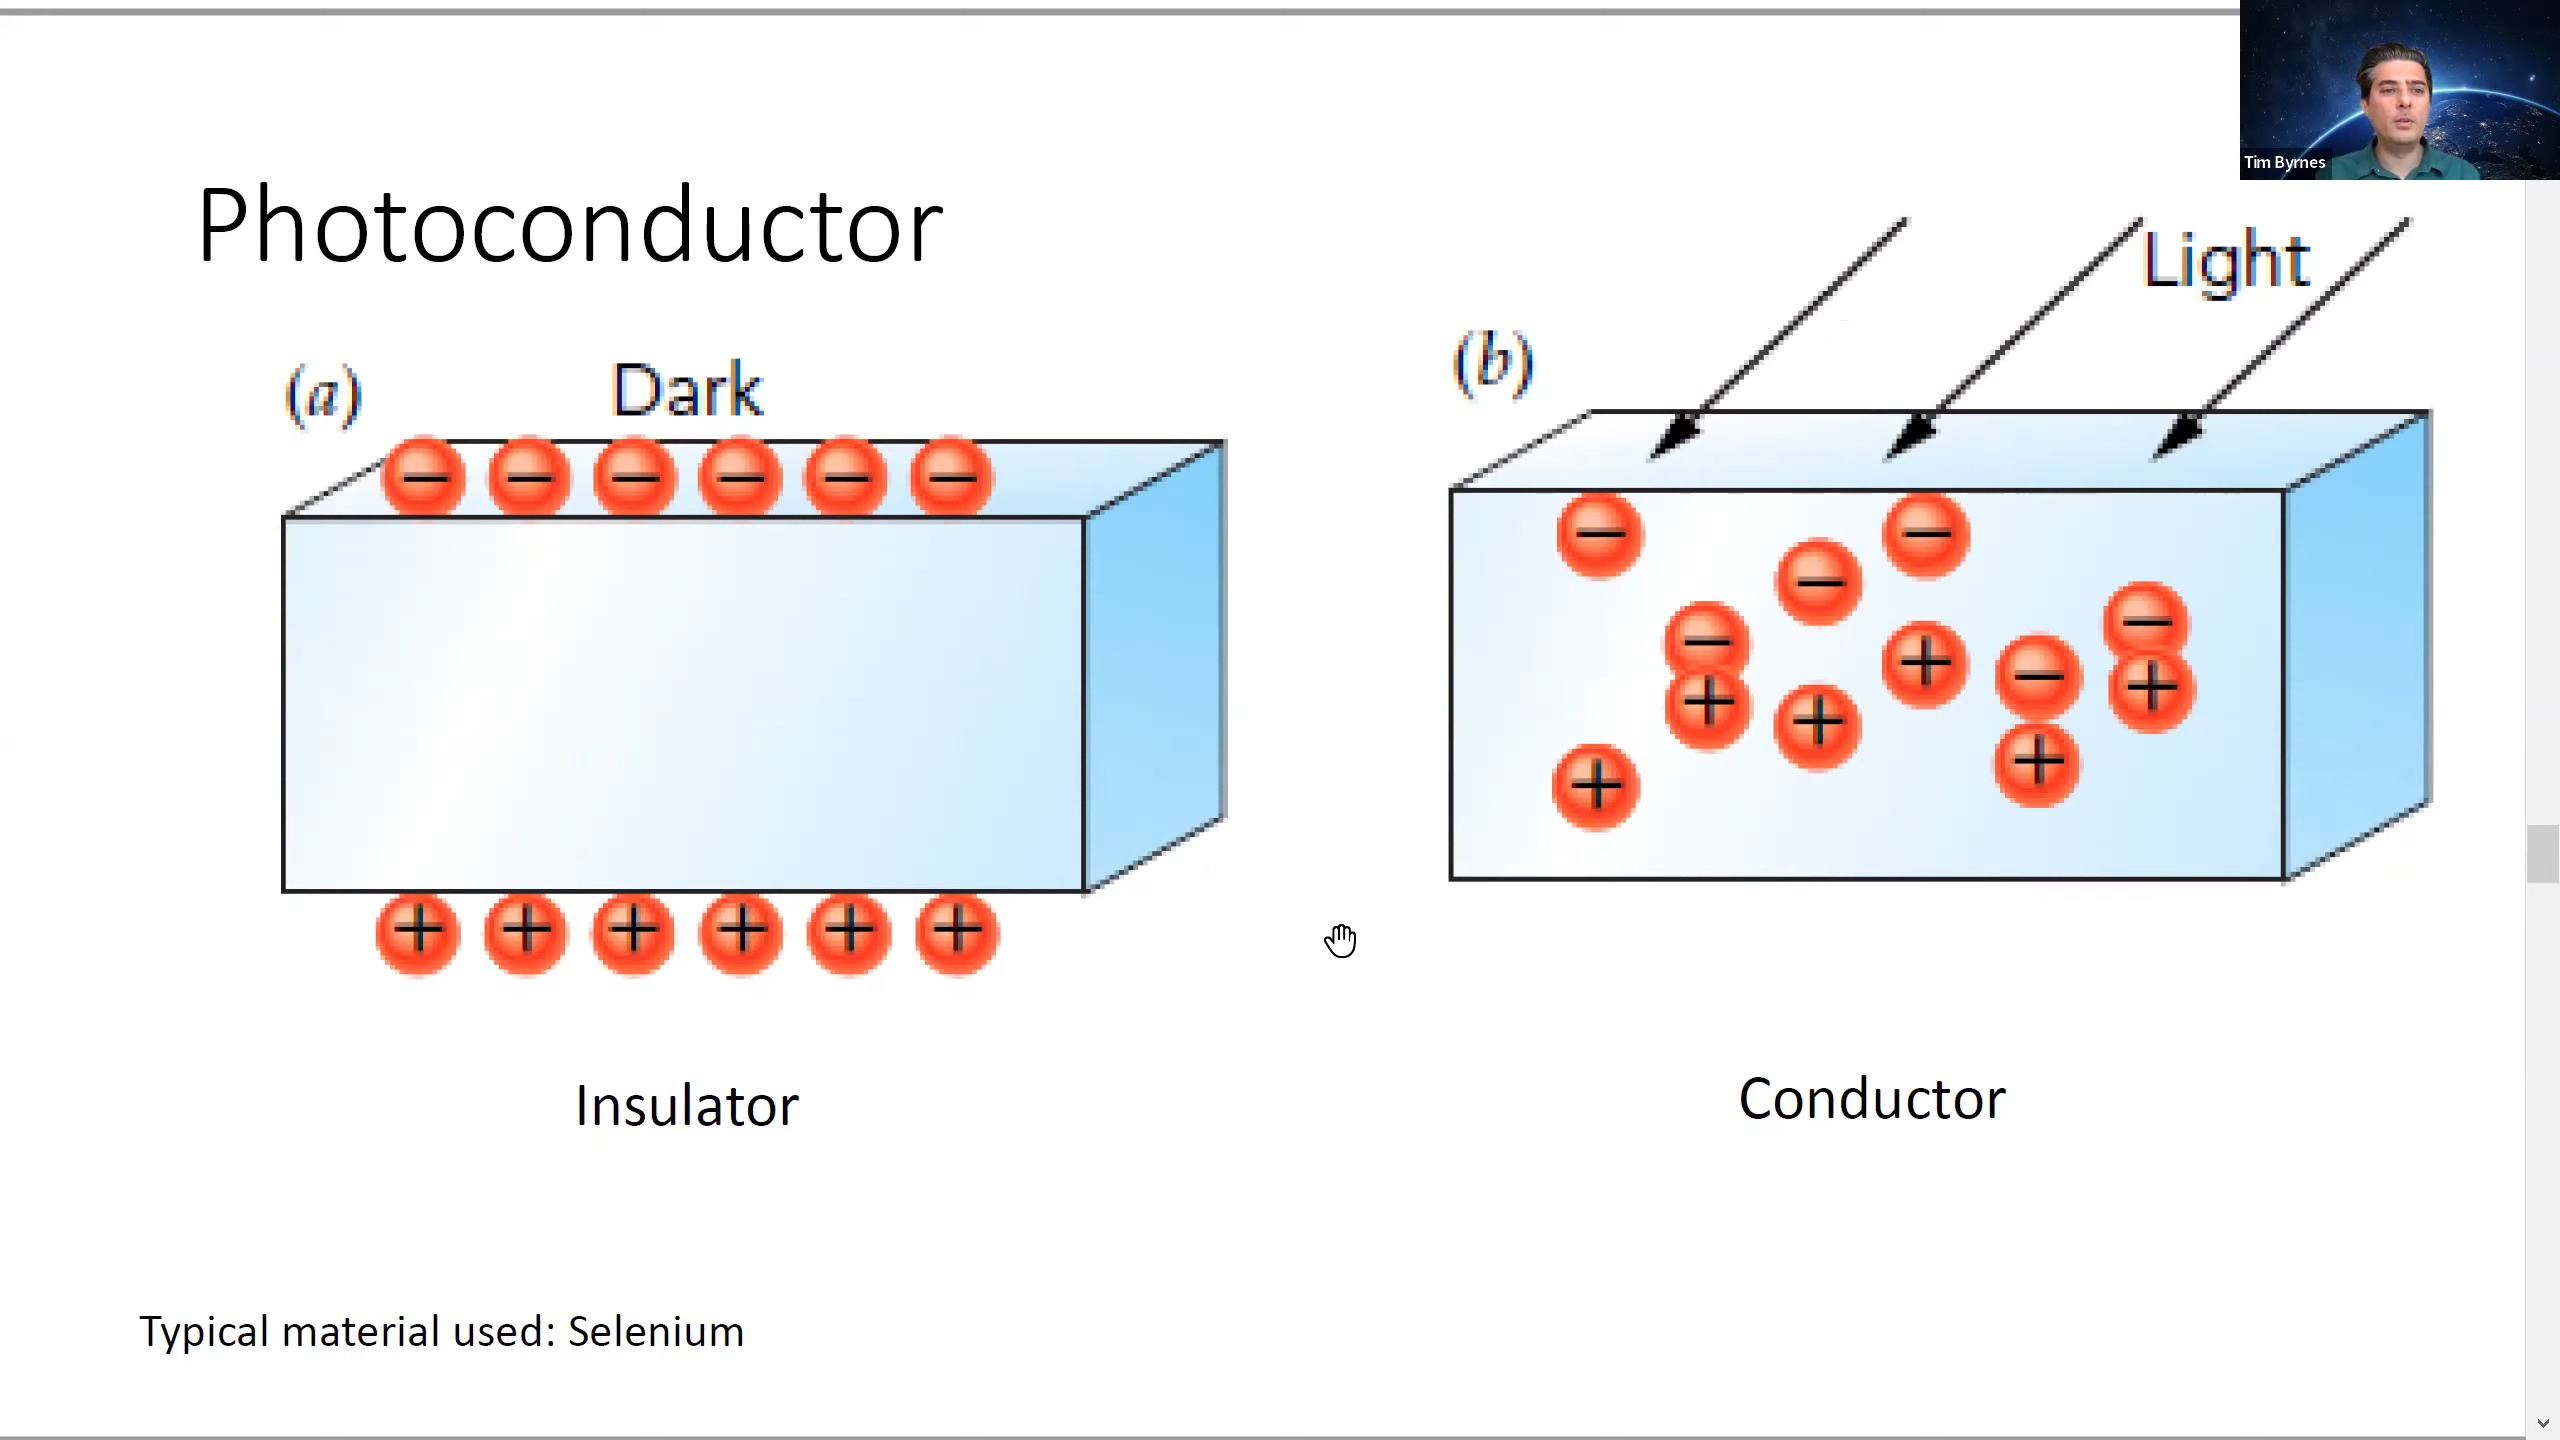 Tim Byrnes
Photoconductor
Light
(a)
Dark
(b)
Insulator
Conductor
Typical material used: Selenium